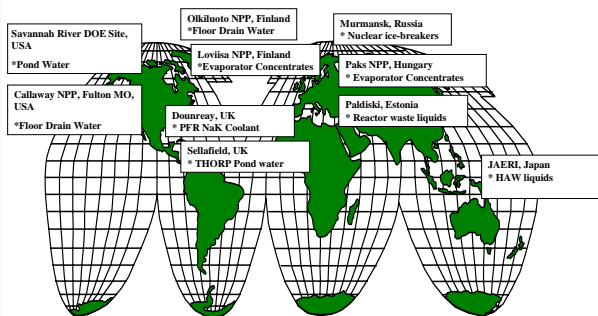 Olkiluoto NPP, Finland
*Floor Drain Water
Murmansk, Russia
* Nuclear ice-breakers
Savannah River DOE Site,
USA
*Pond Water
Loviisa NPP, Finland
*Evaporator Concentrates
Paks NPP, Hungary
* Evaporator Concentrates
Callaway NPP, Fulton MO,
USA
*Floor Drain Water
Dounreay, UK
* PFR NaK Coolant
Paldiski, Estonia
* Reactor waste liquids
Sellafield, UK
* THORP Pond water
JAERI, Japan
* HAW liquids